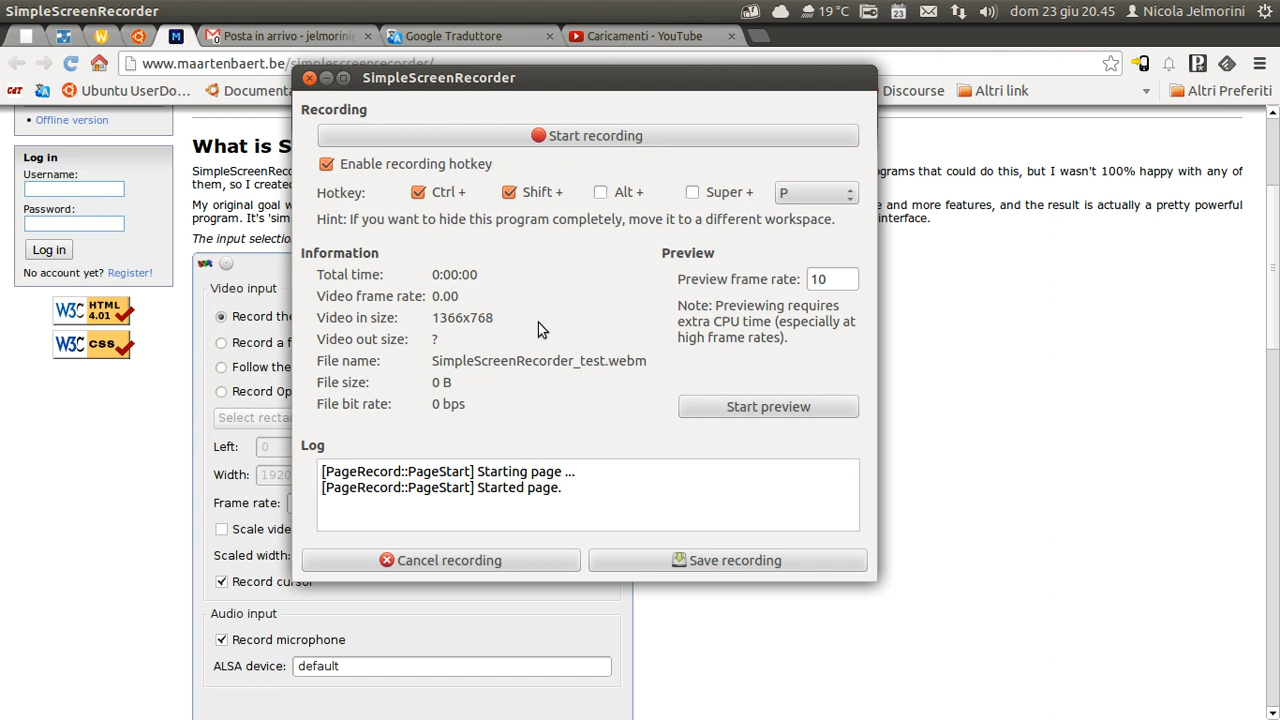 SimpleScreenRecorder
19 °C
23
dom 23 giu 20.45
Nicola Jelmorini
Posta in arrivo - jelmorini
Google Traduttore
Caricamenti - YouTube
www.maartenbaert.be/simplescreenrecorder/
CAT
Ubuntu UserDo...
Discourse
Altri link
Altri Preferiti
SimpleScreenRecorder
Recording
Start recording
Enable recording hotkey
Hotkey: Ctrl + Shift + Alt + Super + P
Hint: If you want to hide this program completely, move it to a different workspace.
Information
Total time: 0:00:00
Video frame rate: 0.00
Video in size: 1366x768
Video out size: ?
File name: SimpleScreenRecorder_test.webm
File size: 0 B
File bit rate: 0 bps
Preview
Preview frame rate: 10
Note: Previewing requires
extra CPU time (especially at
high frame rates).
Start preview
Log
[PageRecord::PageStart] Starting page ...
[PageRecord::PageStart] Started page.
Cancel recording
Save recording
Offline version
Log in
Username:
Password:
Log in
No account yet? Register!
W3C HTML 4.01
W3C css
What is S
SimpleScreenReco
grams that could do this, but I wasn't 100% happy with any of
them, so I created
My original goal w
e and more features, and the result is actually a pretty powerful
program. It's 'sim
interface.
The input selectio
Video input
Record the
Record a f
Follow the
Record Op
Select recta
Left: 0
Width: 1920
Frame rate:
Scale vide
Scaled width:
Record cursor
Audio input
Record microphone
ALSA device: default